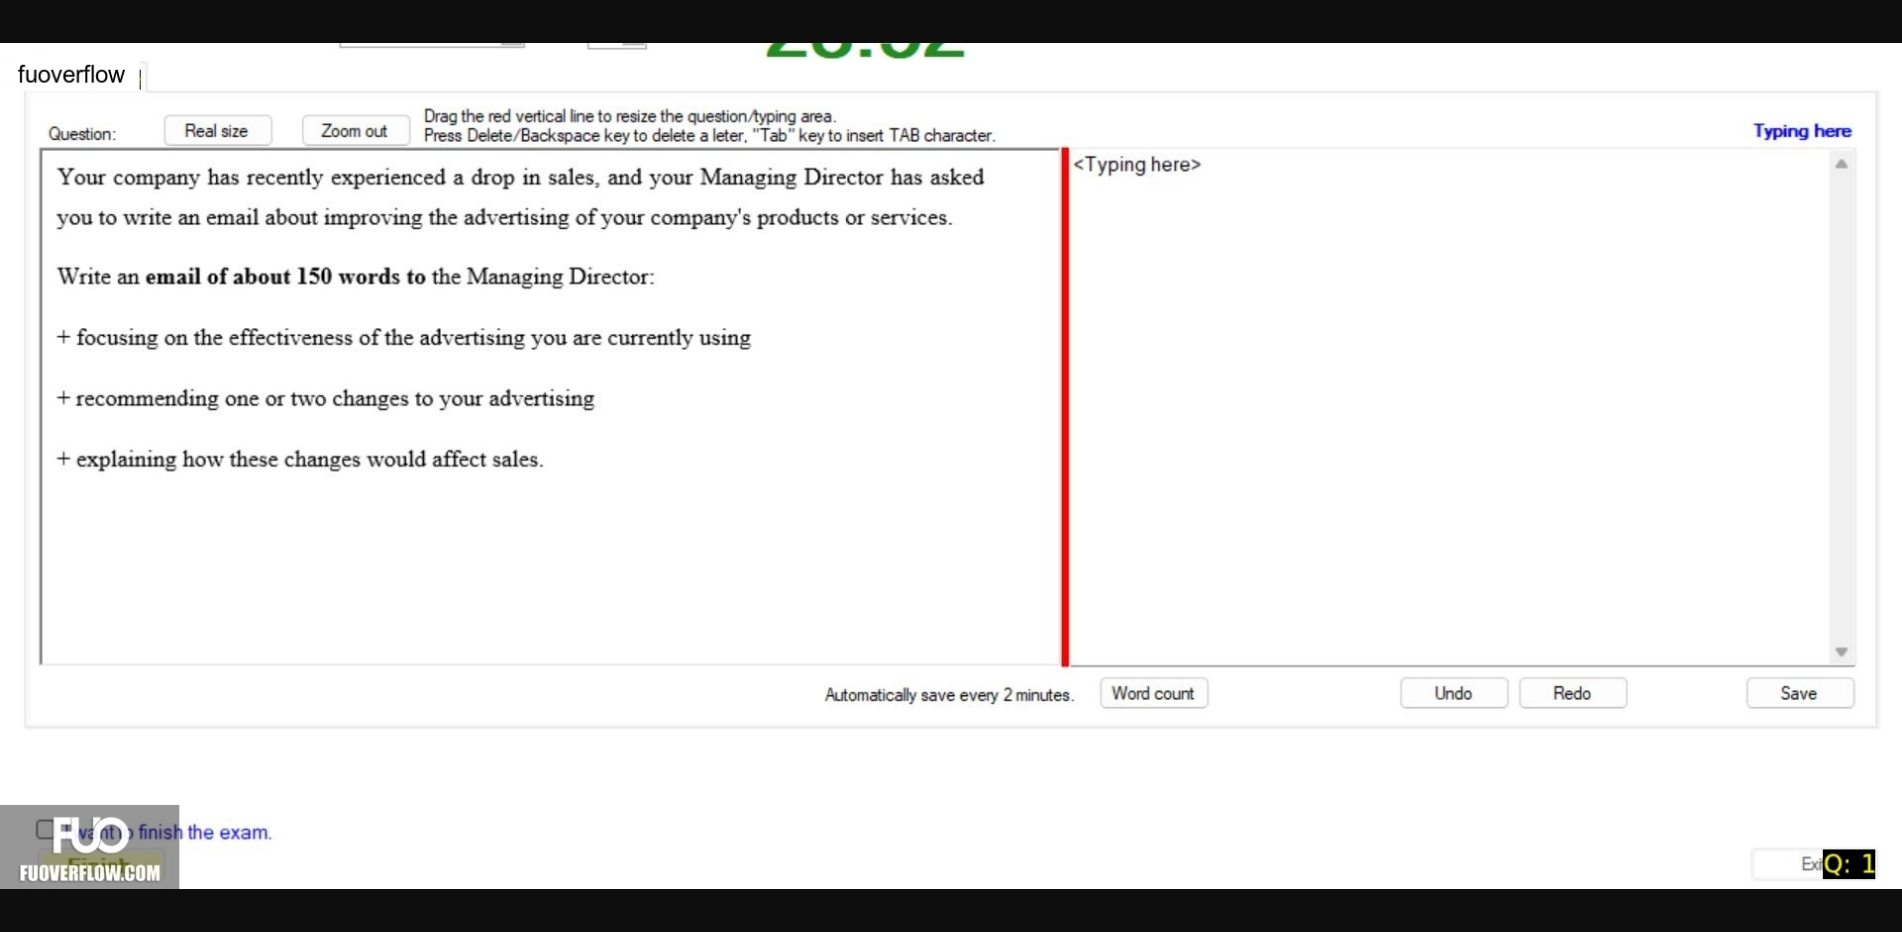 fuoverflow
Question:
Real size
Zoom out
Drag the red vertical line to resize the question/typing area.
Press Delete/Backspace key to delete a leter, "Tab" key to insert TAB character.
Typing here
Your company has recently experienced a drop in sales, and your Managing Director has asked
you to write an email about improving the advertising of your company's products or services.
Write an email of about 150 words to the Managing Director:
+ focusing on the effectiveness of the advertising you are currently using
+ recommending one or two changes to your advertising
+ explaining how these changes would affect sales.
<Typing here>
Automatically save every 2 minutes.
Word count
Undo
Redo
Save
want to finish the exam.
FUO
FUOVERFLOW.COM
Q: 1